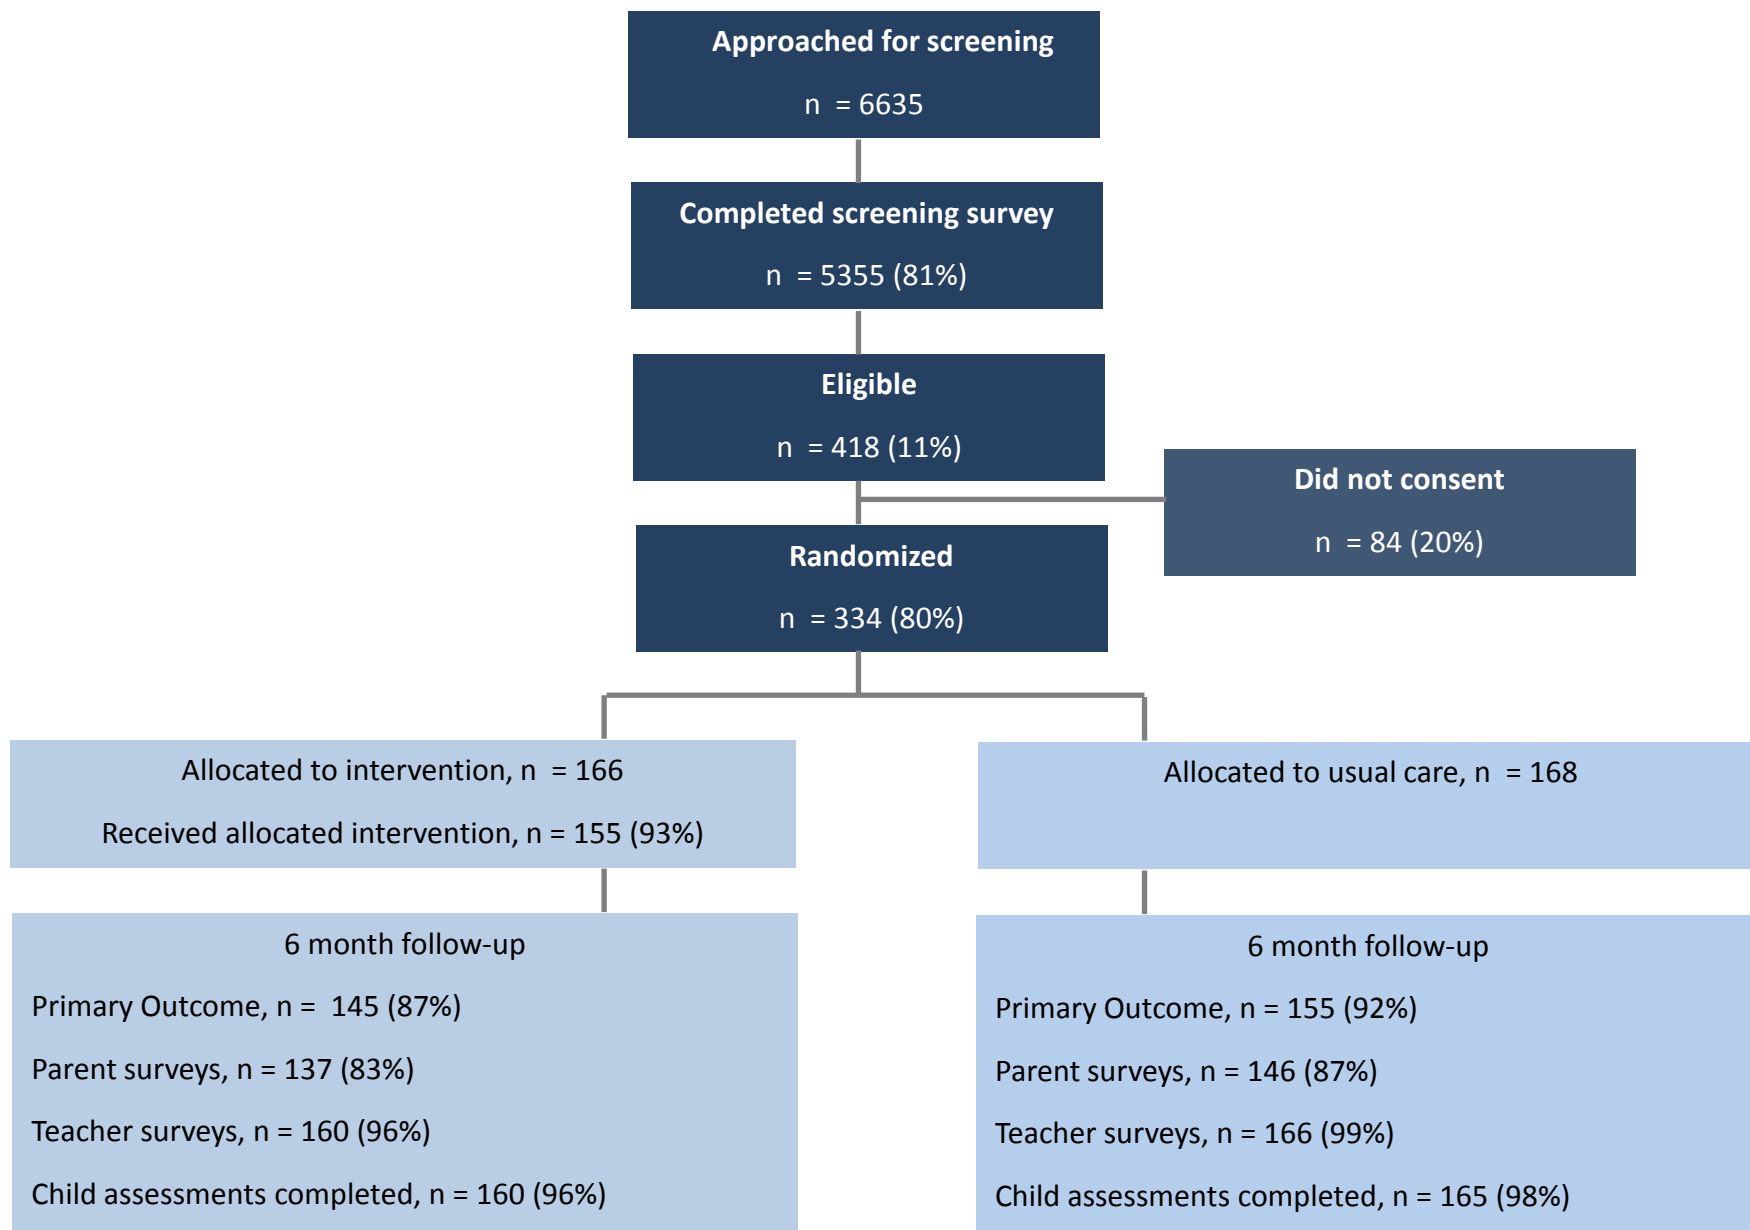 Approached for screening
n = 6635
Completed screening survey
n = 5355 (81%)
Eligible
n = 418 (11%)
Did not consent
n = 84 (20%)
Randomized
n = 334 (80%)
Allocated to intervention, n = 166
Received allocated intervention, n = 155 (93%)
Allocated to usual care, n = 168
6 month follow-up
Primary Outcome, n = 145 (87%)
Parent surveys, n = 137 (83%)
Teacher surveys, n = 160 (96%)
Child assessments completed, n = 160 (96%)
6 month follow-up
Primary Outcome, n = 155 (92%)
Parent surveys, n = 146 (87%)
Teacher surveys, n = 166 (99%)
Child assessments completed, n = 165 (98%)